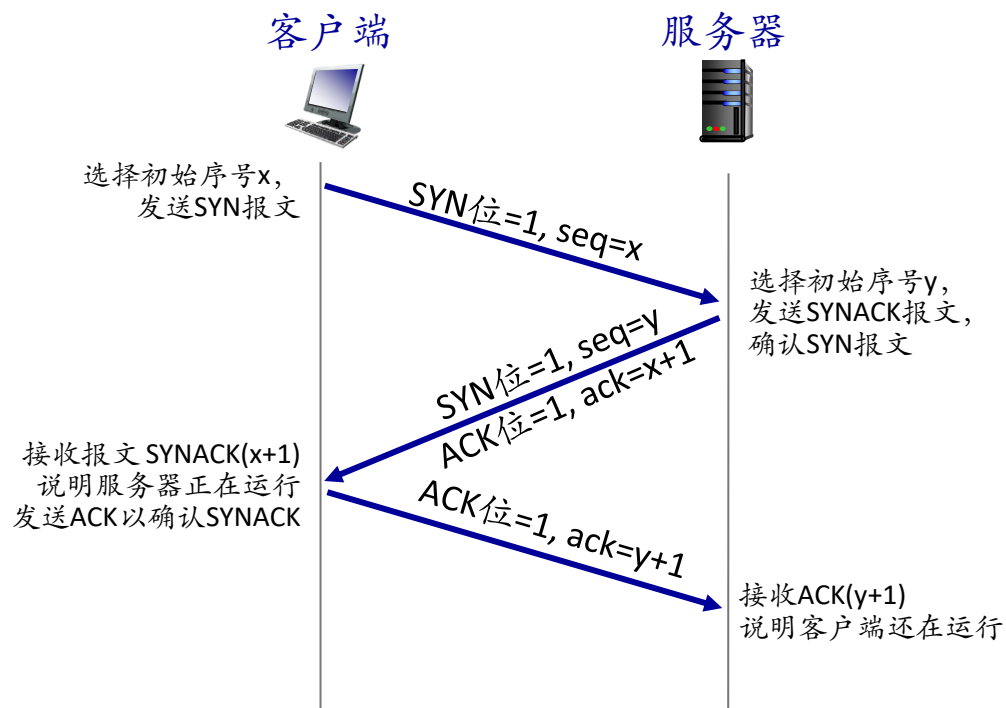 客户端
服务器
选择初始序号x,
发送SYN报文
SYN位=1, seq=x
选择初始序号y,
发送SYNACK报文,
确认SYN报文
SYN位=1, seq=y
ACK位=1, ack=x+1
接收报文 SYNACK(x+1)
说明服务器正在运行
发送ACK以确认SYNACK
ACK位=1, ack=y+1
接收ACK(y+1)
说明客户端还在运行